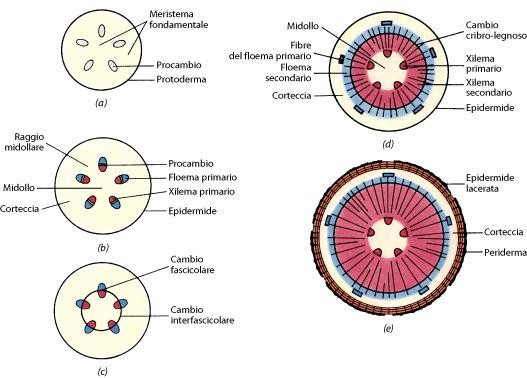 Meristema
fondamentale
Procambio
Protoderma
(a)
Raggio
midollare
Midollo
Corteccia
Procambio
Floema primario
Xilema primario
Epidermide
(b)
Cambio
fascicolare
Cambio
interfascicolare
(c)
Midollo
Fibre
del floema primario
Floema
secondario
Corteccia
Cambio
cribro-legnoso
Xilema
primario
Xilema
secondario
Epidermide
(d)
Epidermide
lacerata
Corteccia
Periderma
(e)